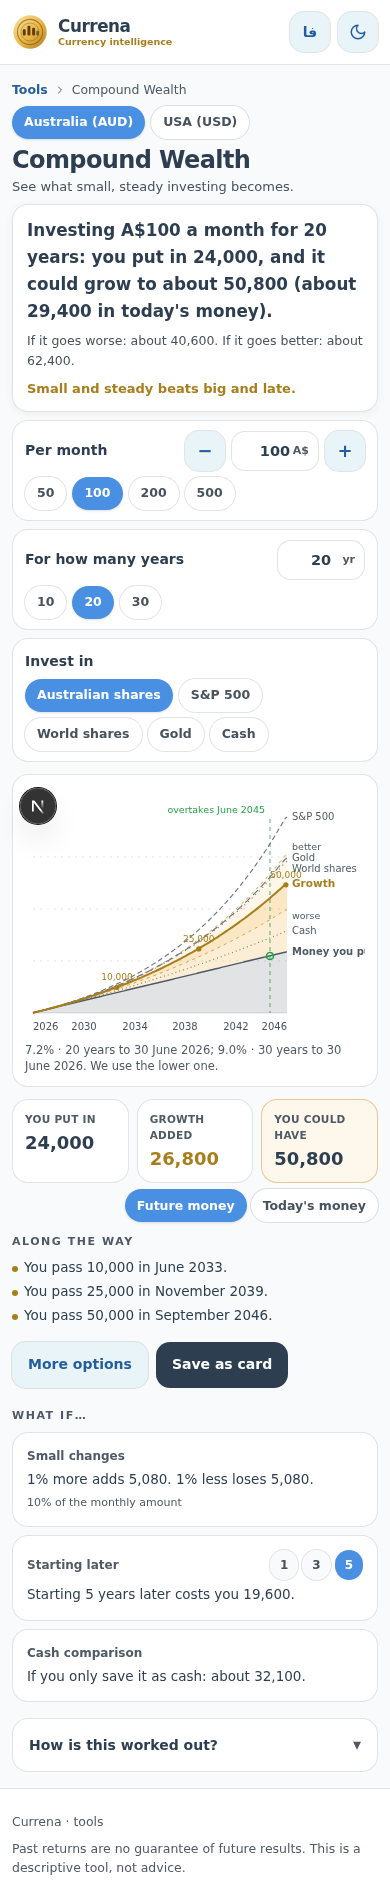 Currena
Currency intelligence
فا
Tools > Compound Wealth
Australia (AUD) USA (USD)
Compound Wealth
See what small, steady investing becomes.
Investing A$100 a month for 20
years: you put in 24,000, and it
could grow to about 50,800 (about
29,400 in today's money).
If it goes worse: about 40,600. If it goes better: about
62,400.
Small and steady beats big and late.
Per month − 100 A$ +
50 100 200 500
For how many years 20 yr
10 20 30
Invest in
Australian shares S&P 500
World shares Gold Cash
N
overtakes June 2045
S&P 500
better
Gold
World shares
50,000
Growth
worse
25,000
Cash
Money you p
10,000
2026 2030 2034 2038 2042 2046
7.2% · 20 years to 30 June 2026; 9.0% · 30 years to 30
June 2026. We use the lower one.
YOU PUT IN
24,000
GROWTH
ADDED
26,800
YOU COULD
HAVE
50,800
Future money Today's money
ALONG THE WAY
You pass 10,000 in June 2033.
You pass 25,000 in November 2039.
You pass 50,000 in September 2046.
More options Save as card
WHAT IF…
Small changes
1% more adds 5,080. 1% less loses 5,080.
10% of the monthly amount
Starting later 1 3 5
Starting 5 years later costs you 19,600.
Cash comparison
If you only save it as cash: about 32,100.
How is this worked out? ▾
Currena · tools
Past returns are no guarantee of future results. This is a
descriptive tool, not advice.